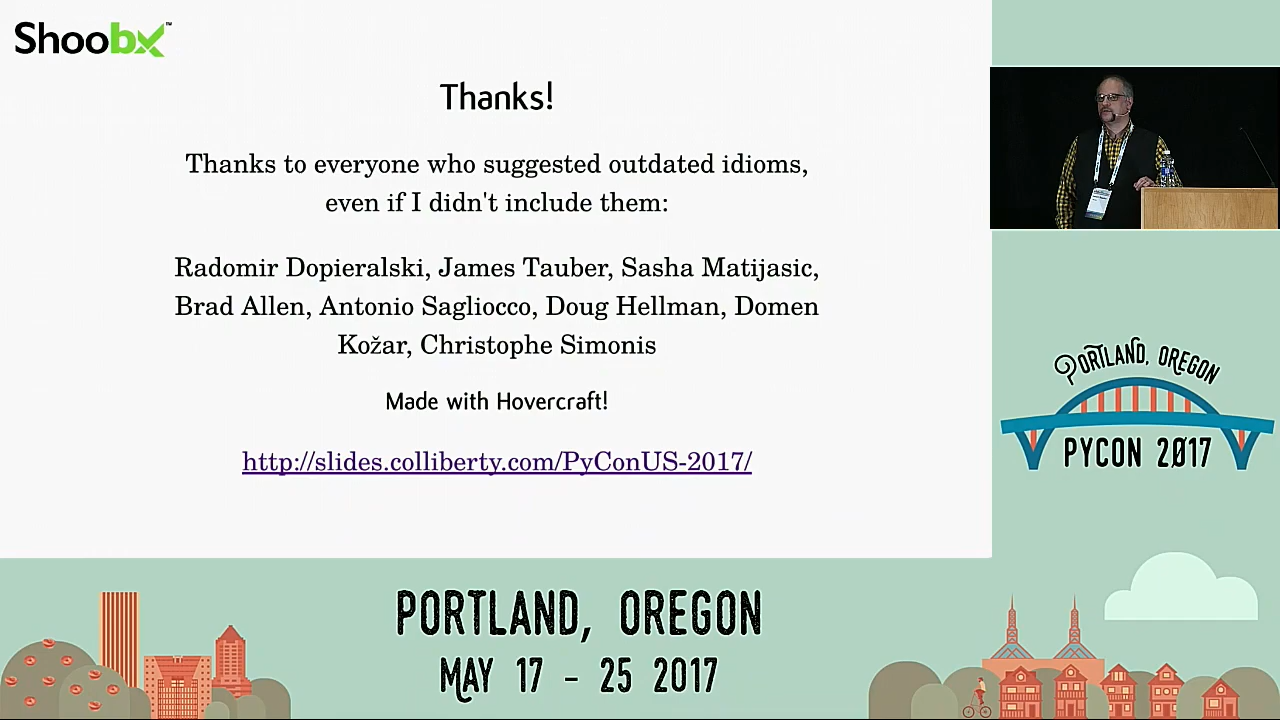 Shoobx™
Thanks!
Thanks to everyone who suggested outdated idioms,
even if I didn't include them:
Radomir Dopieralski, James Tauber, Sasha Matijasic,
Brad Allen, Antonio Sagliocco, Doug Hellman, Domen
Kožar, Christophe Simonis
Made with Hovercraft!
http://slides.colliberty.com/PyConUS-2017/
PORTLAND, OREGON
PYCON 2017
PORTLAND, OREGON
MAY 17 - 25 2017